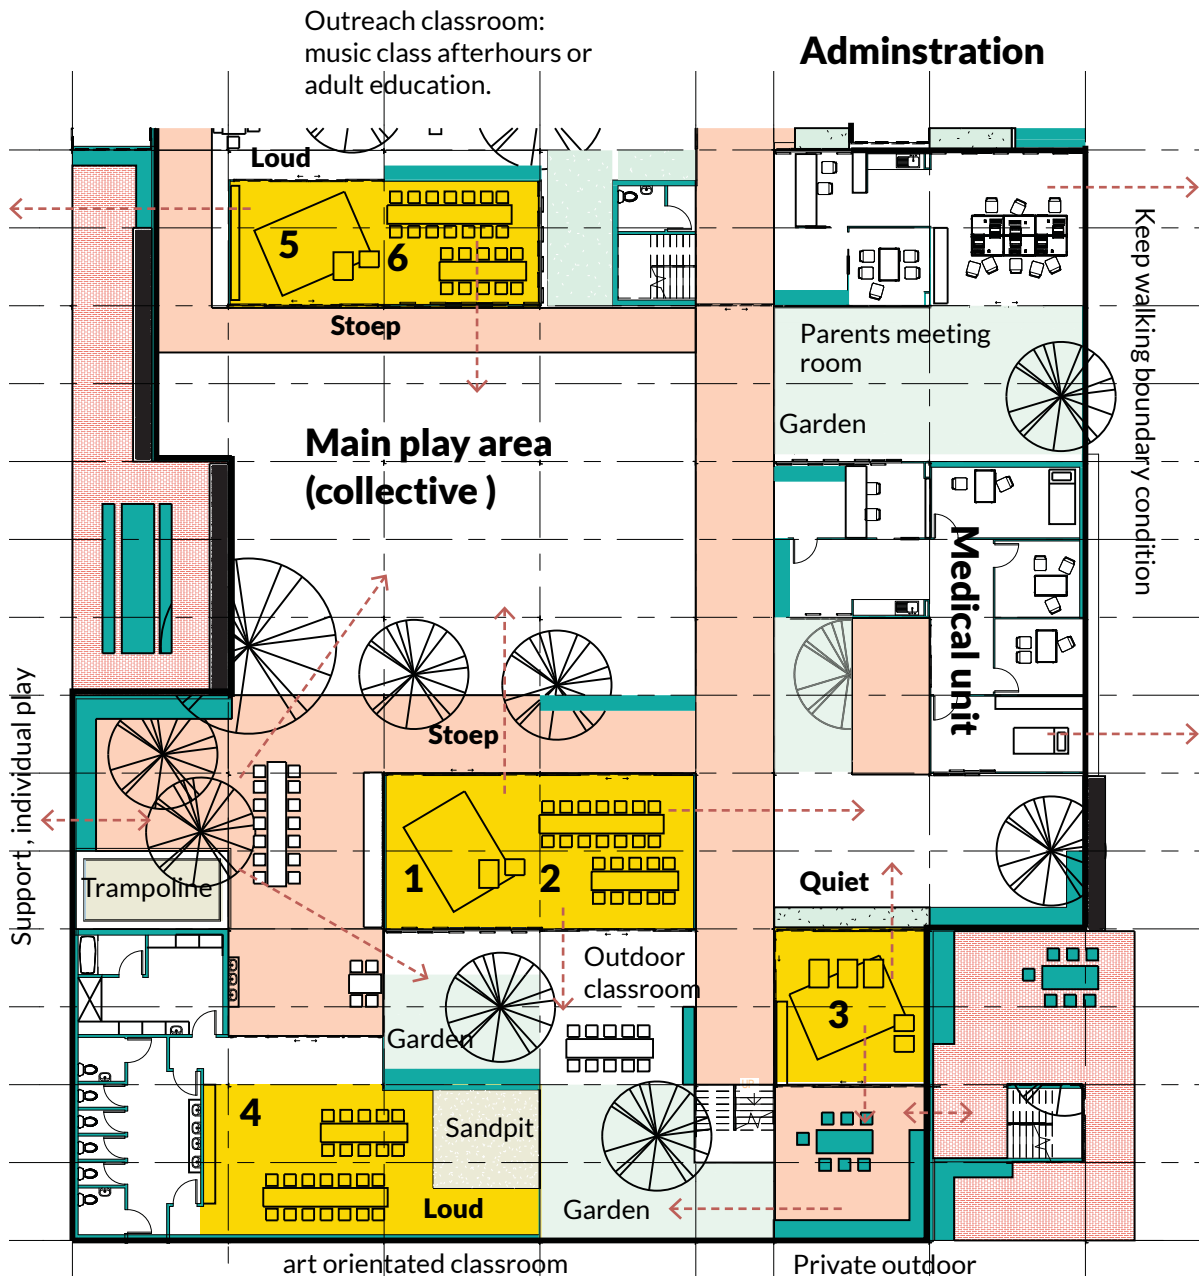 Outreach classroom:
music class afterhours or
adult education.
Adminstration
Loud
5
6
Stoep
Keep walking boundary condition
Parents meeting
room
Garden
Main play area
(collective )
Medical unit
Support , individual play
Stoep
Trampoline
1
2
Quiet
Outdoor
classroom
3
Garden
4
Sandpit
Loud
Garden
art orientated classroom
Private outdoor